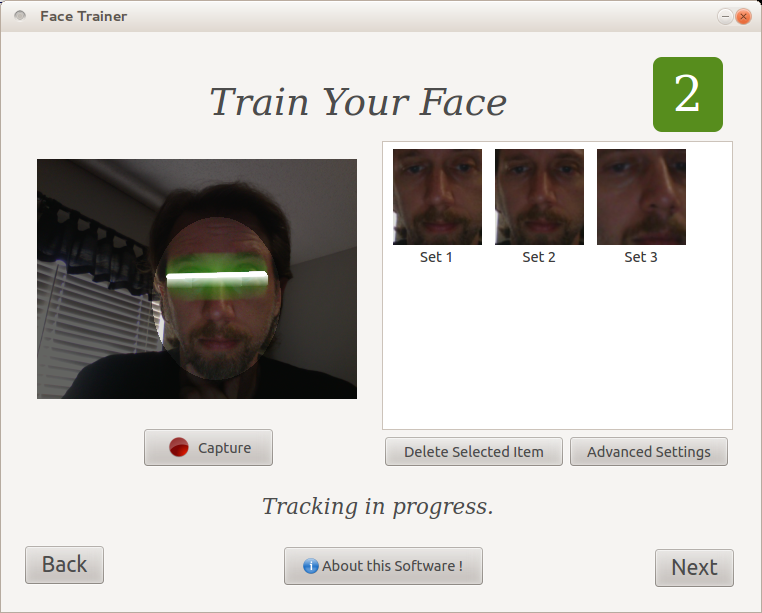 Face Trainer
Train Your Face
2
Set 1
Set 2
Set 3
Capture
Delete Selected Item
Advanced Settings
Tracking in progress.
Back
About this Software !
Next